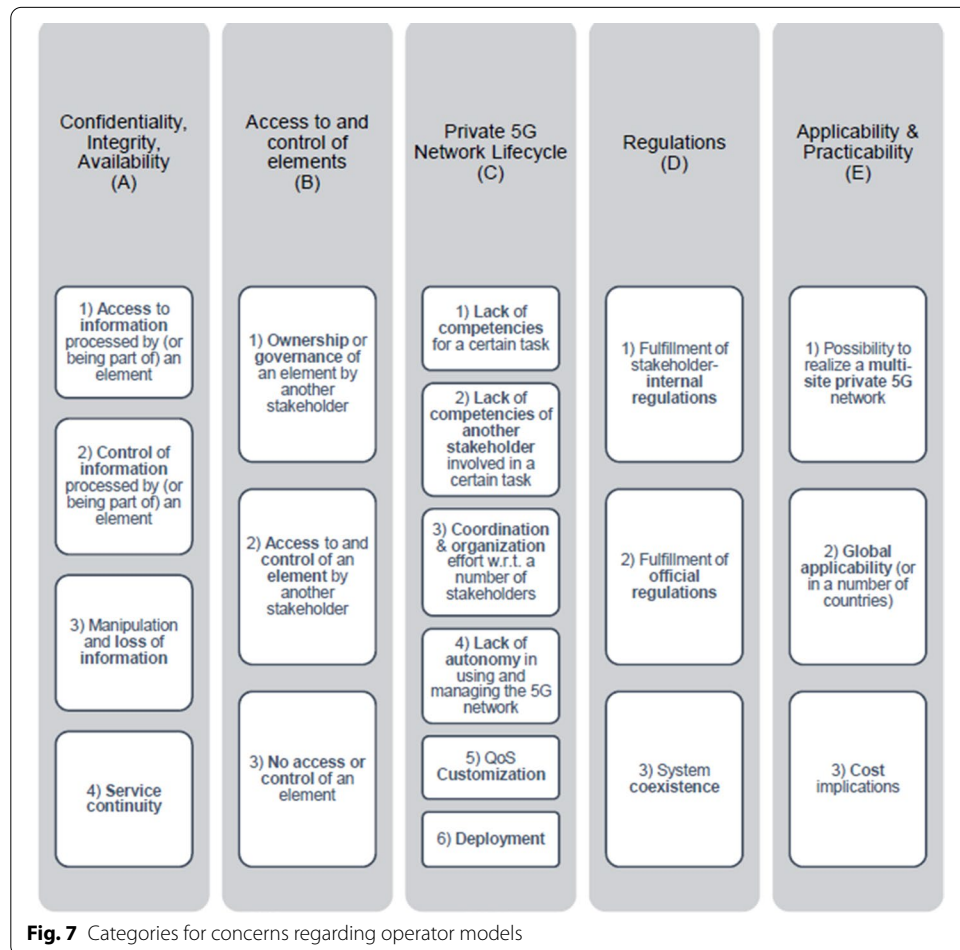 Confidentiality,
Integrity,
Availability
(A)
1) Access to
information
processed by (or
being part of) an
element
2) Control of
information
processed by (or
being part of) an
element
3) Manipulation
and loss of
information
4) Service
continuity
Access to and
control of
elements
(B)
1) Ownership or
governance of
an element by
another
stakeholder
2) Access to and
control of an
element by
another
stakeholder
3) No access or
control of an
element
Private 5G
Network Lifecycle
(C)
1) Lack of
competencies
for a certain task
2) Lack of
competencies of
another
stakeholder
involved in a
certain task
3) Coordination
& organization
effort w.r.t. a
number of
stakeholders
4) Lack of
autonomy in
using and
managing the 5G
network
5) QoS
Customization
6) Deployment
Regulations
(D)
1) Fulfillment of
stakeholder-
internal
regulations
2) Fulfillment of
official
regulations
3) System
coexistence
Applicability &
Practicability
(E)
1) Possibility to
realize a multi-
site private 5G
network
2) Global
applicability (or
in a number of
countries)
3) Cost
implications
Fig. 7 Categories for concerns regarding operator models